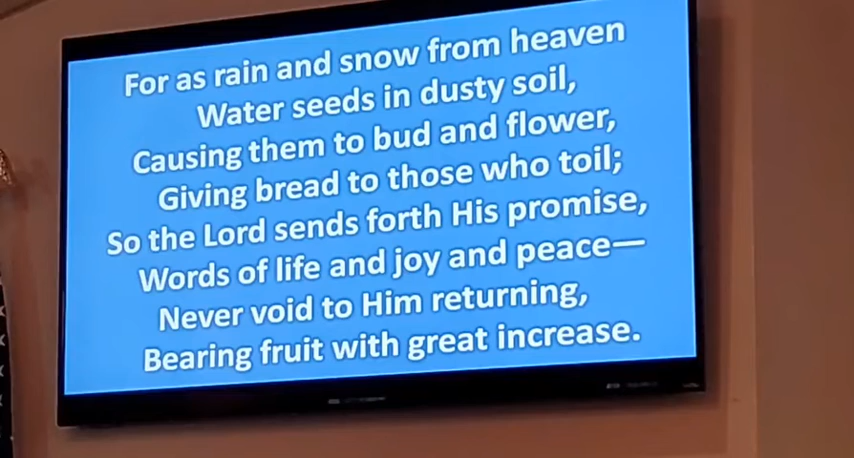 For as rain and snow from heaven
Water seeds in dusty soil,
Causing them to bud and flower,
Giving bread to those who toil;
So the Lord sends forth His promise,
Words of life and joy and peace—
Never void to Him returning,
Bearing fruit with great increase.